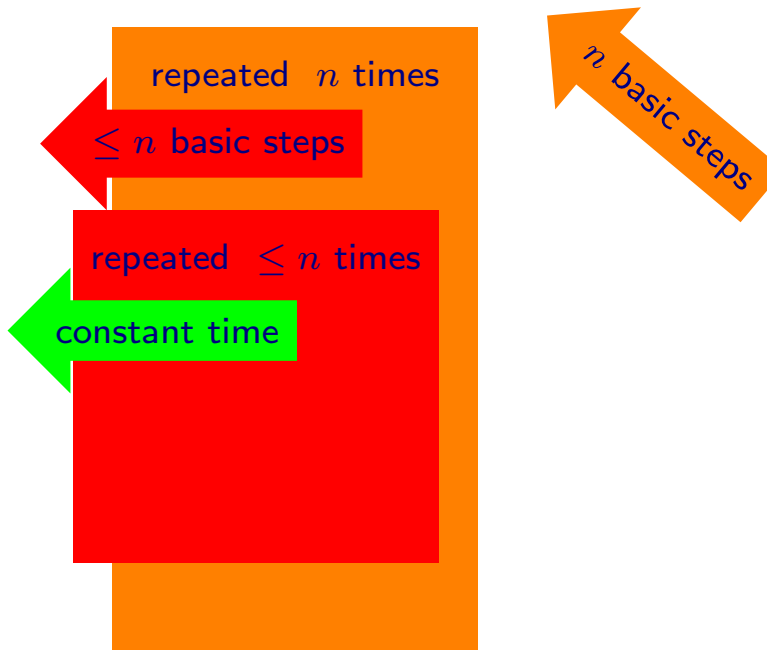 repeated n times
n basic steps
≤ n basic steps
repeated ≤ n times
constant time